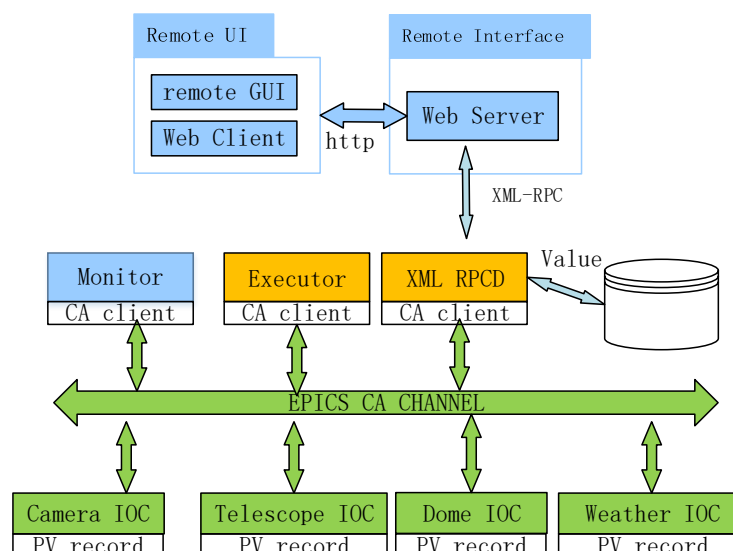 Remote UI
Remote Interface
remote GUI
Web Client
http
Web Server
XML-RPC
Monitor
CA client
Executor
CA client
XML RPCD
CA client
Value
EPICS CA CHANNEL
Camera IOC
PV record
Telescope IOC
PV record
Dome IOC
PV record
Weather IOC
PV record